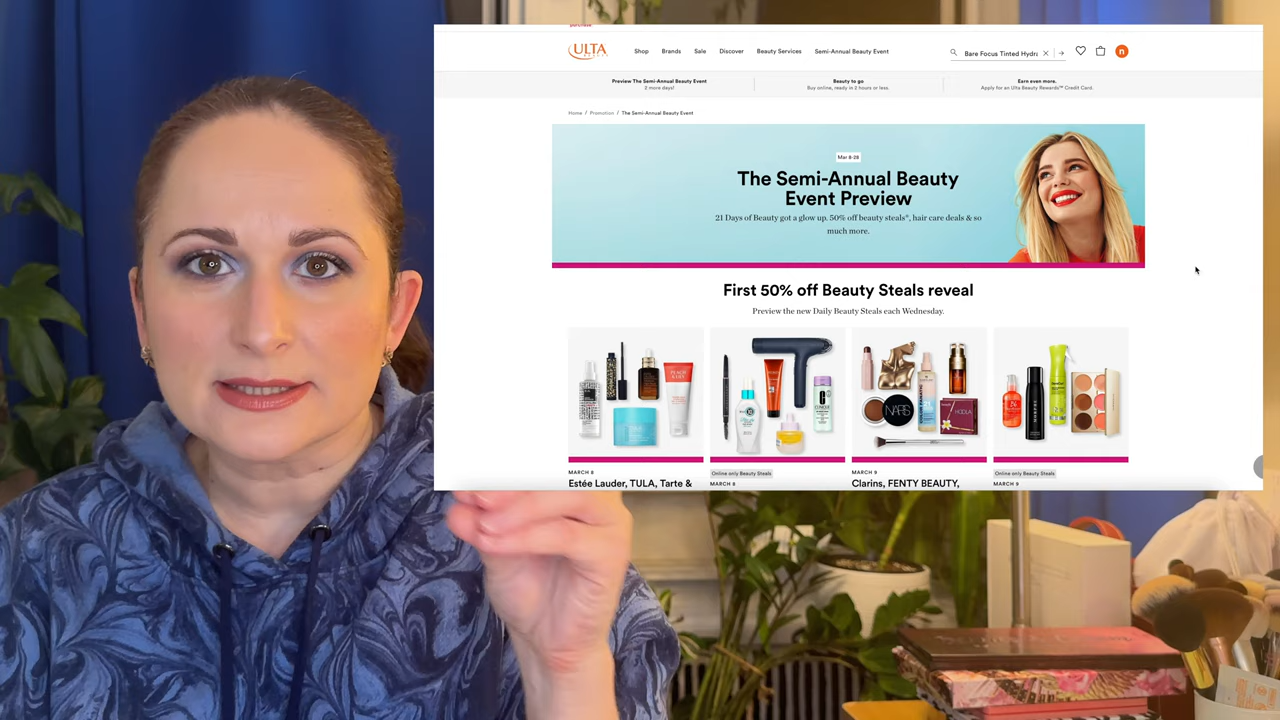 purchase
ULTA
BEAUTY
Shop
Brands
Sale
Discover
Beauty Services
Semi-Annual Beauty Event
Bare Focus Tinted Hydra
n
Preview The Semi-Annual Beauty Event
2 more days!
Beauty to go
Buy online, ready in 2 hours or less.
Earn even more.
Apply for an Ulta Beauty Rewards™ Credit Card.
Home / Promotion / The Semi-Annual Beauty Event
Mar 8-28
The Semi-Annual Beauty
Event Preview
21 Days of Beauty got a glow up. 50% off beauty steals*, hair care deals & so
much more.
First 50% off Beauty Steals reveal
Preview the new Daily Beauty Steals each Wednesday.
NARS
HOOLA
CLINIQUE
MARCH 8
Estée Lauder, TULA, Tarte &
Online only Beauty Steals
MARCH 8
MARCH 9
Clarins, FENTY BEAUTY,
Online only Beauty Steals
MARCH 9